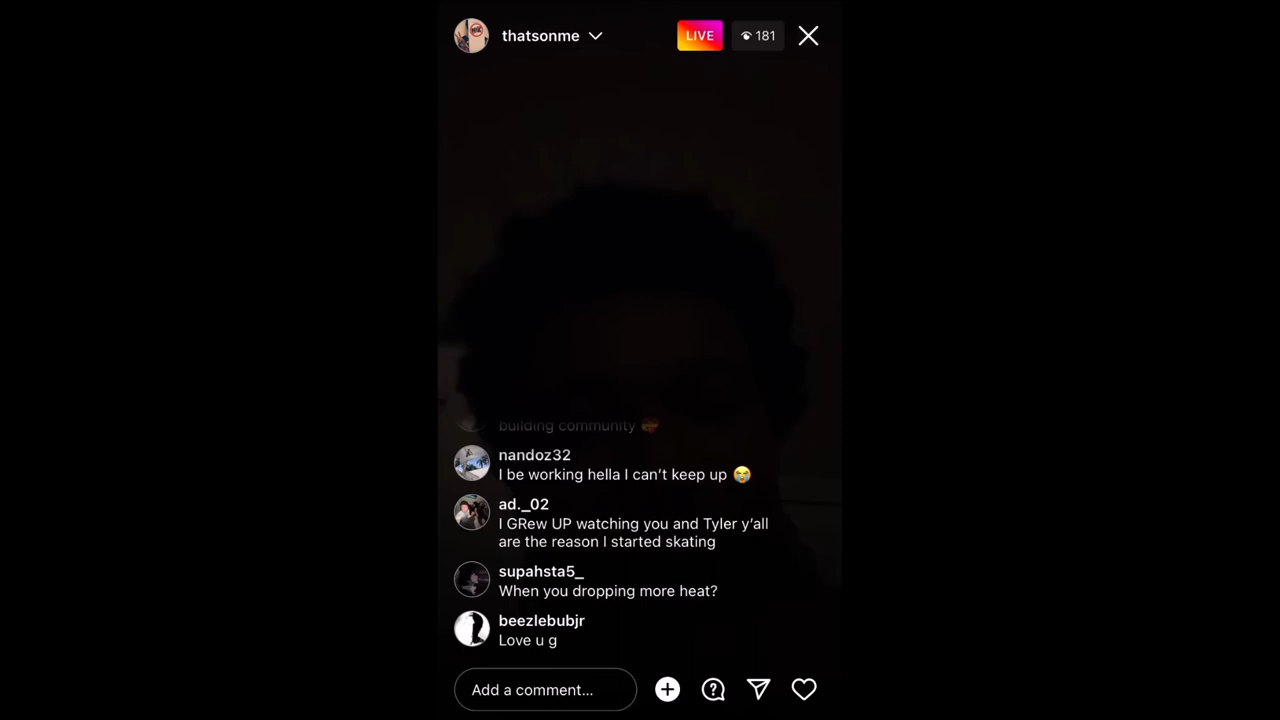 thatsonme
LIVE
181
building community
nandoz32
I be working hella I can’t keep up 😭
ad._02
I GRew UP watching you and Tyler y’all
are the reason I started skating
supahsta5_
When you dropping more heat?
beezlebubjr
Love u g
Add a comment...